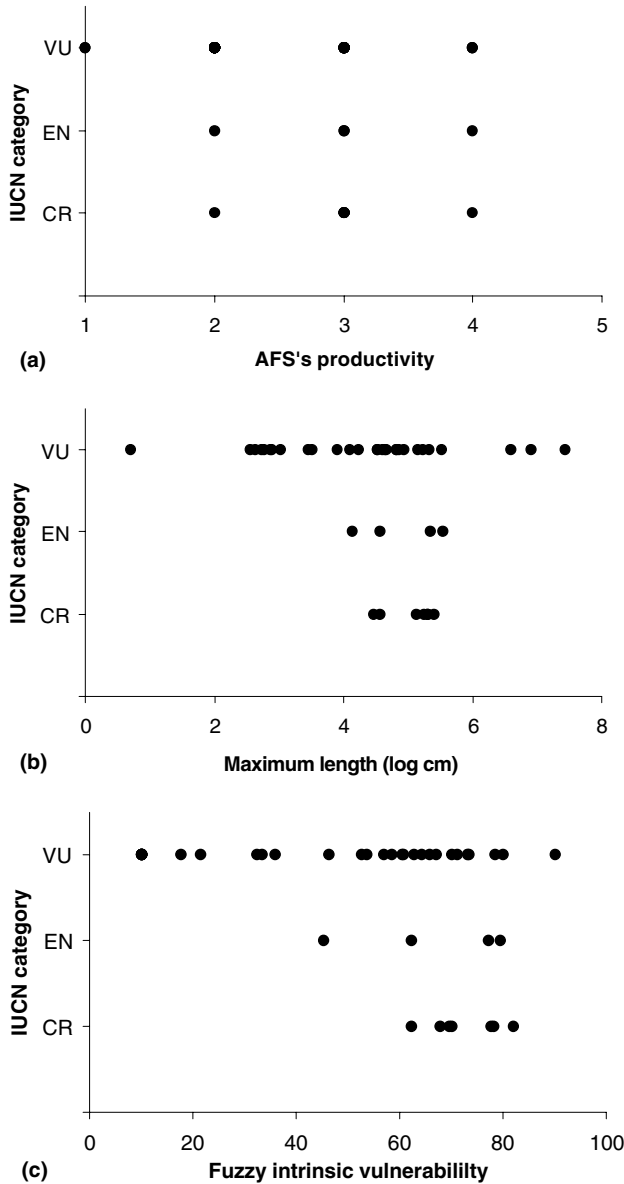 IUCN category
VU
EN
CR
1 2 3 4 5
(a) AFS's productivity
IUCN category
VU
EN
CR
0 2 4 6 8
(b) Maximum length (log cm)
IUCN category
VU
EN
CR
0 20 40 60 80 100
(c) Fuzzy intrinsic vulnerabililty